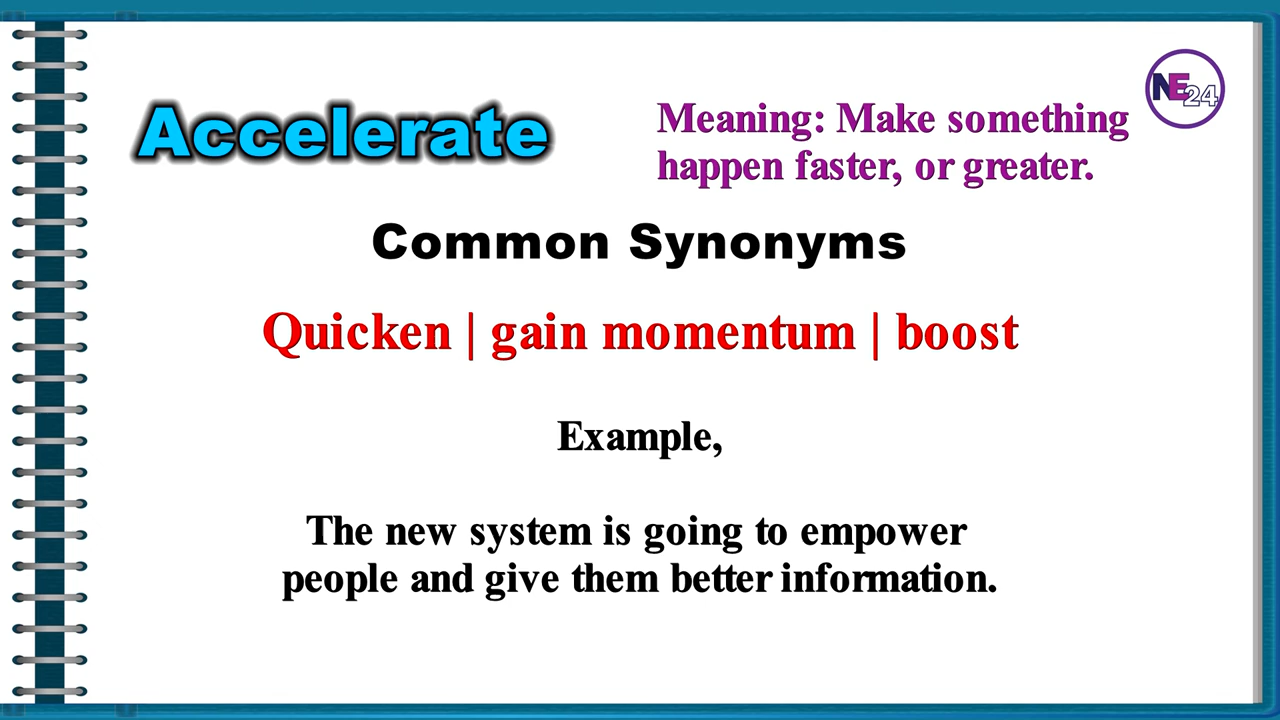 Accelerate
Meaning: Make something
happen faster, or greater.
NE24
Common Synonyms
Quicken | gain momentum | boost
Example,
The new system is going to empower
people and give them better information.